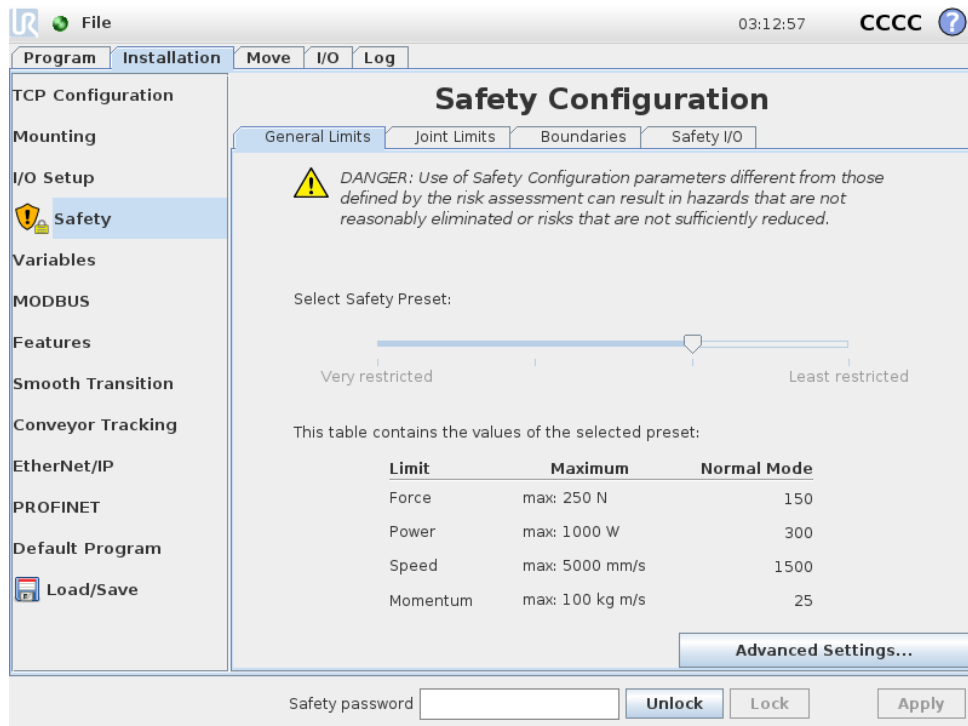 UR File 03:12:57 CCCC ?
Program Installation Move I/O Log
TCP Configuration
Mounting
I/O Setup
Safety
Variables
MODBUS
Features
Smooth Transition
Conveyor Tracking
EtherNet/IP
PROFINET
Default Program
Load/Save
Safety Configuration
General Limits Joint Limits Boundaries Safety I/O
DANGER: Use of Safety Configuration parameters different from those
defined by the risk assessment can result in hazards that are not
reasonably eliminated or risks that are not sufficiently reduced.
Select Safety Preset:
Very restricted Least restricted
This table contains the values of the selected preset:
Limit Maximum Normal Mode
Force max: 250 N 150
Power max: 1000 W 300
Speed max: 5000 mm/s 1500
Momentum max: 100 kg m/s 25
Advanced Settings...
Safety password Unlock Lock Apply